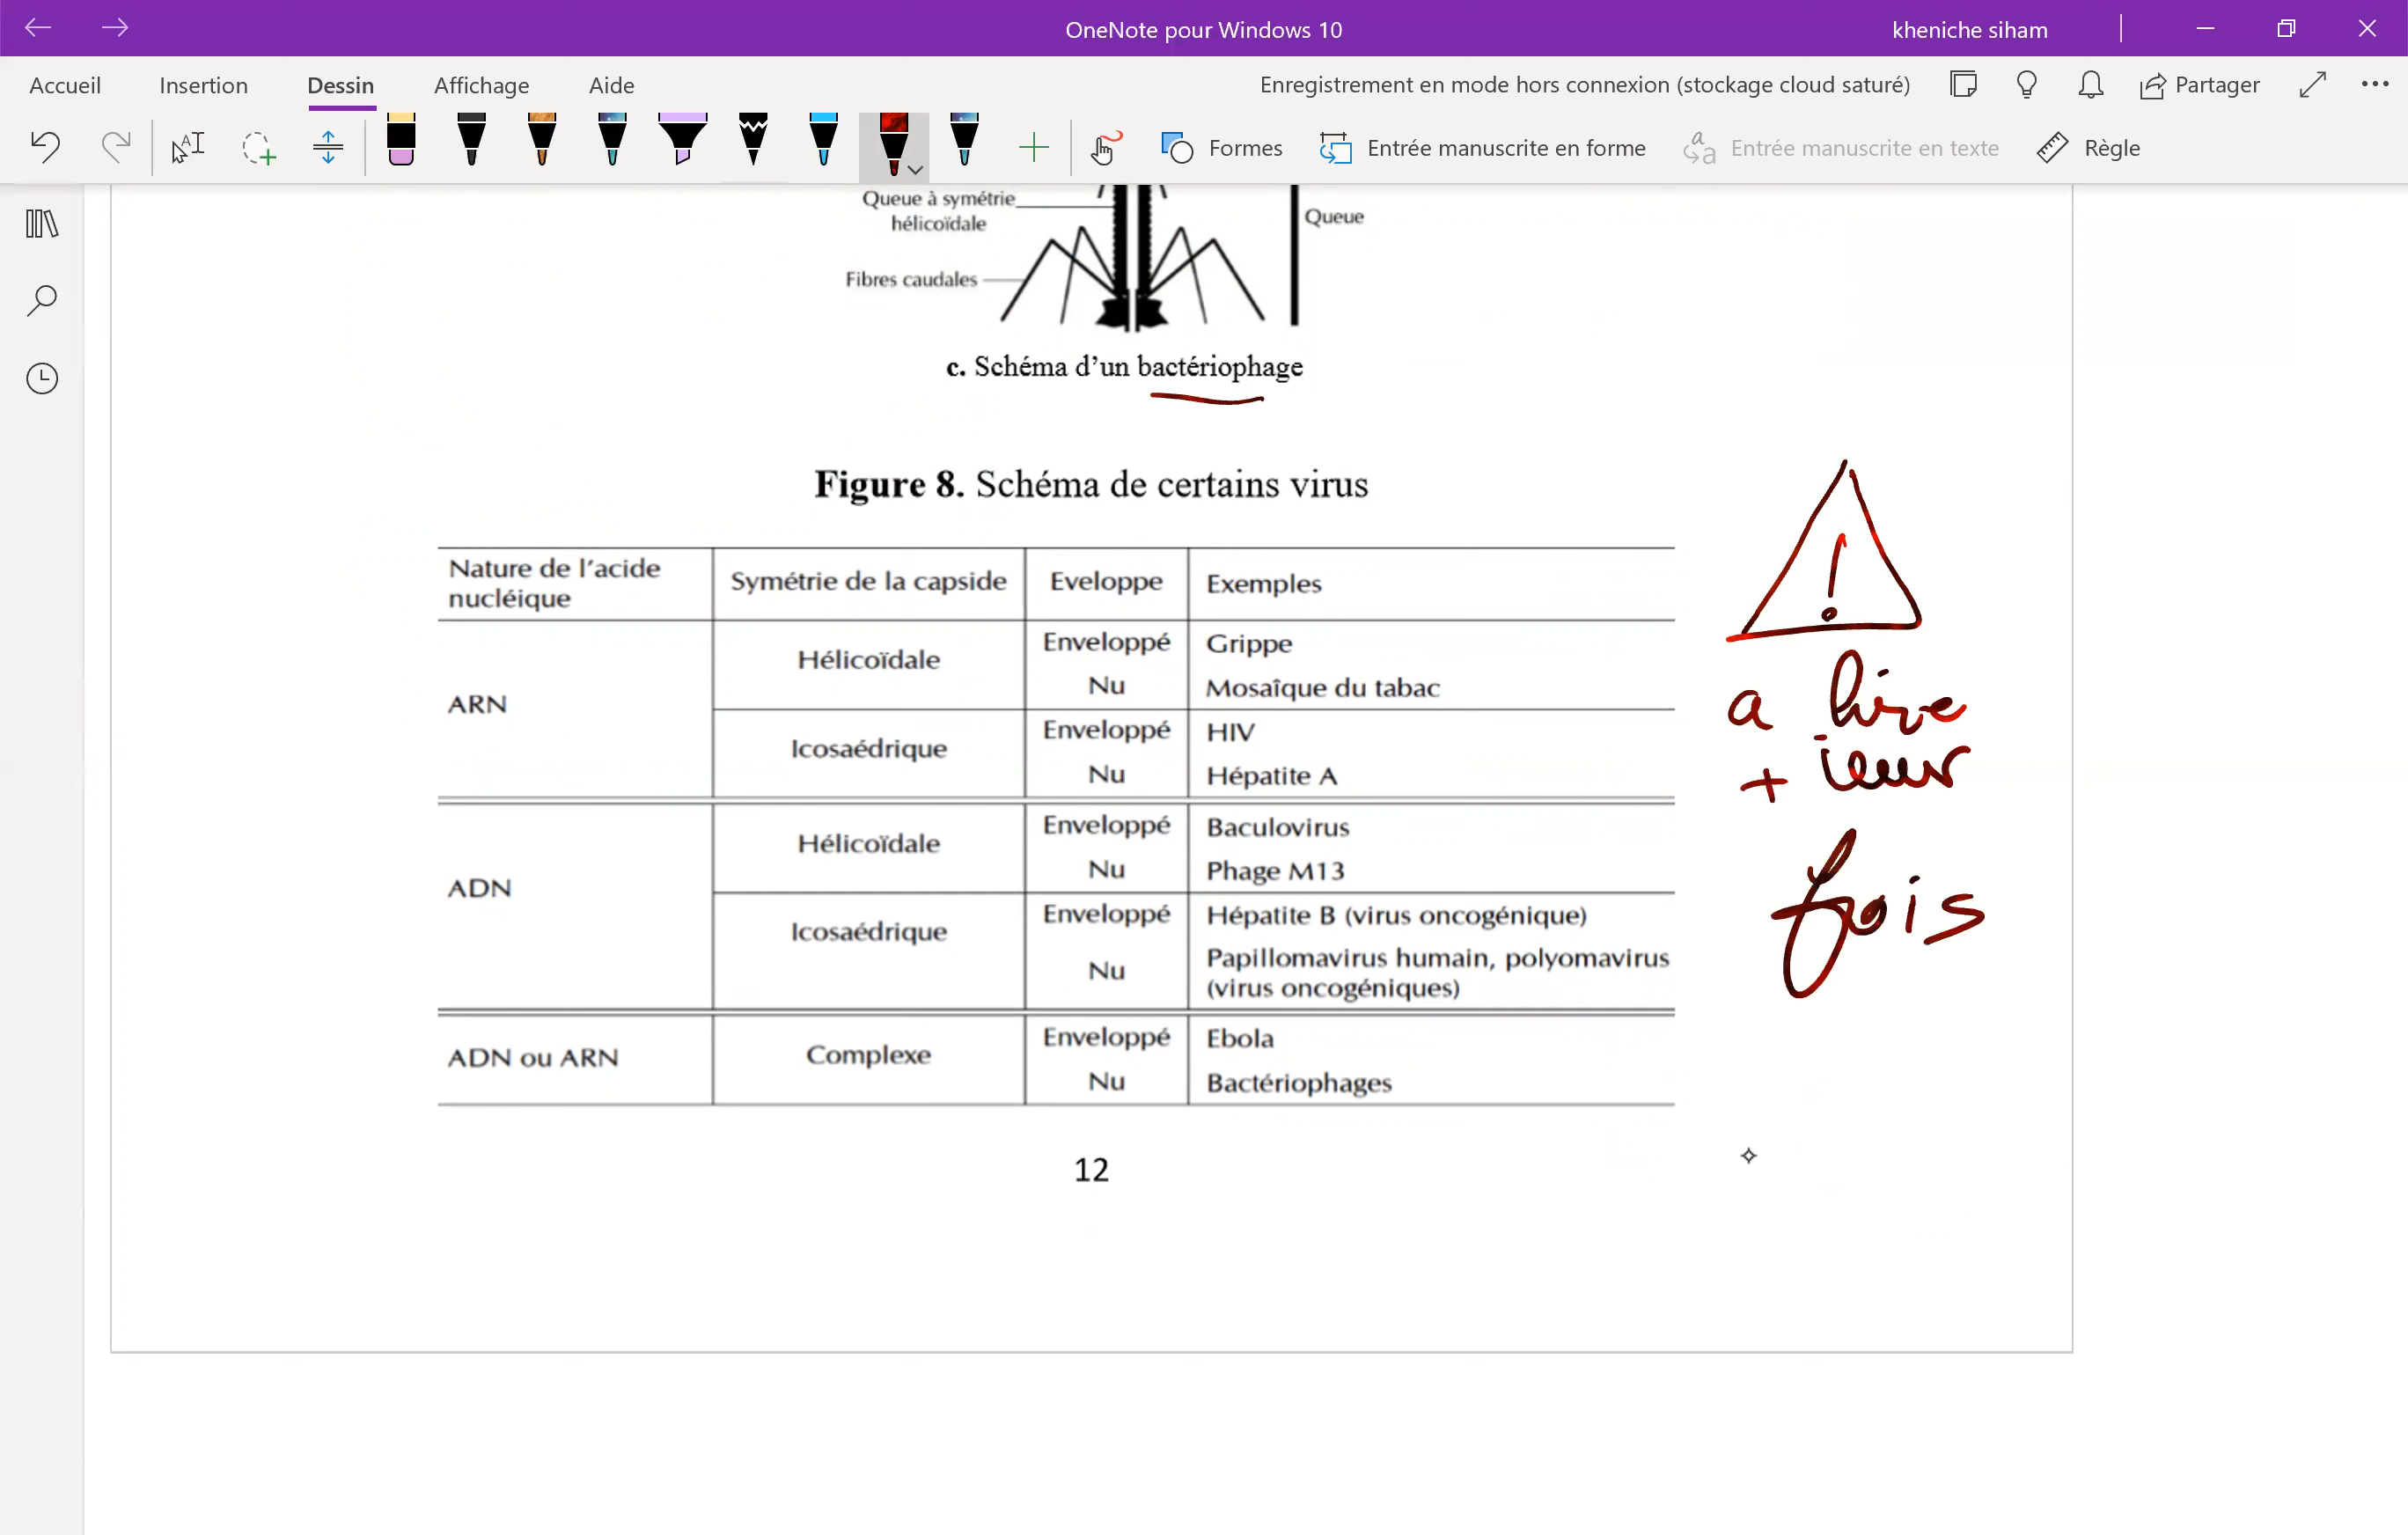 OneNote pour Windows 10
kheniche siham
Accueil
Insertion
Dessin
Affichage
Aide
Enregistrement en mode hors connexion (stockage cloud saturé)
Partager
Formes
Entrée manuscrite en forme
Entrée manuscrite en texte
Règle
Queue à symétrie
hélicoïdale
Queue
Fibres caudales
c. Schéma d'un bactériophage
Figure 8. Schéma de certains virus
Nature de l'acide
nucléique
Symétrie de la capside
Eveloppe
Exemples
ARN
Hélicoïdale
Enveloppé
Grippe
Nu
Mosaîque du tabac
Icosaédrique
Enveloppé
HIV
Nu
Hépatite A
ADN
Hélicoïdale
Enveloppé
Baculovirus
Nu
Phage M13
Icosaédrique
Enveloppé
Hépatite B (virus oncogénique)
Nu
Papillomavirus humain, polyomavirus
(virus oncogéniques)
ADN ou ARN
Complexe
Enveloppé
Ebola
Nu
Bactériophages
!
a lire
+ ieurs
fois
12